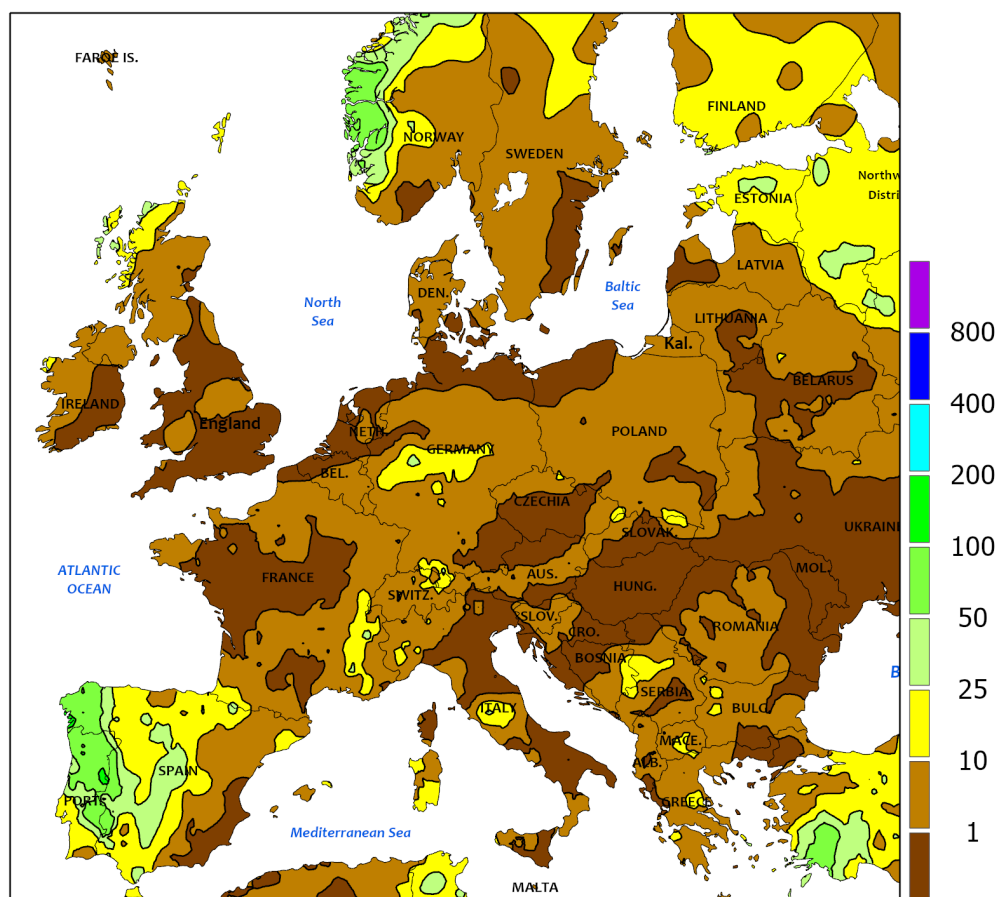 FAROE IS.
FINLAND
NORWAY
SWEDEN
Northw
Distri
ESTONIA
LATVIA
DEN.
North
Sea
Baltic
Sea
LITHUANIA
Kal.
BELARUS
IRELAND
England
NETH.
POLAND
GERMANY
BEL.
CZECHIA
UKRAINI
SLOVAK.
ATLANTIC
OCEAN
FRANCE
AUS.
HUNG.
MOL.
SWITZ.
SLOV.
CRO.
ROMANIA
BOSNIA
B
SERBIA
ITALY
BULG
MACE.
ALB.
SPAIN
PORT.
GREECE
Mediterranean Sea
MALTA
800
400
200
100
50
25
10
1